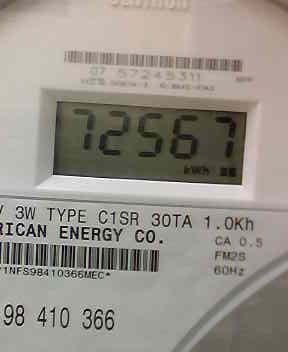 07 57245311
72567
kWh
V 3W TYPE C1SR 30TA 1.0Kh
RICAN ENERGY CO.
CA 0.5
FM2S
60Hz
1NFS98410366MEC*
98 410 366